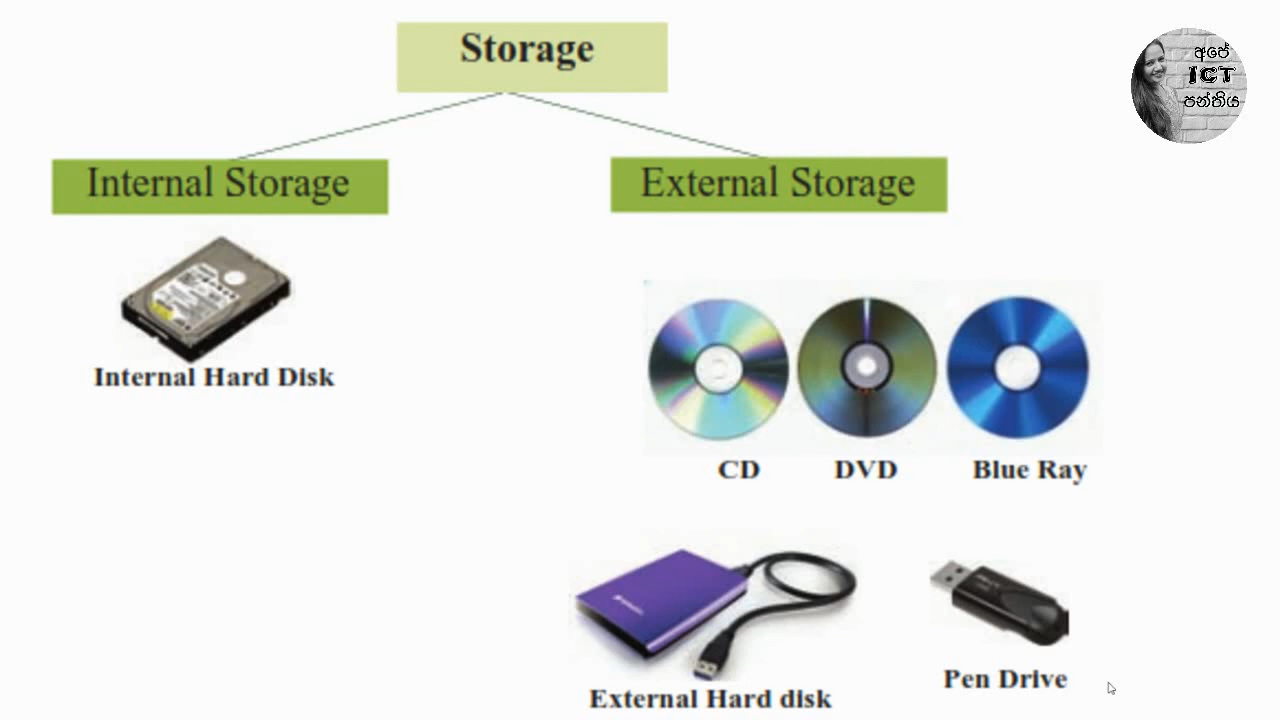 Storage
Internal Storage
External Storage
Internal Hard Disk
CD
DVD
Blue Ray
External Hard disk
Pen Drive
අපේ
ICT
පන්තිය